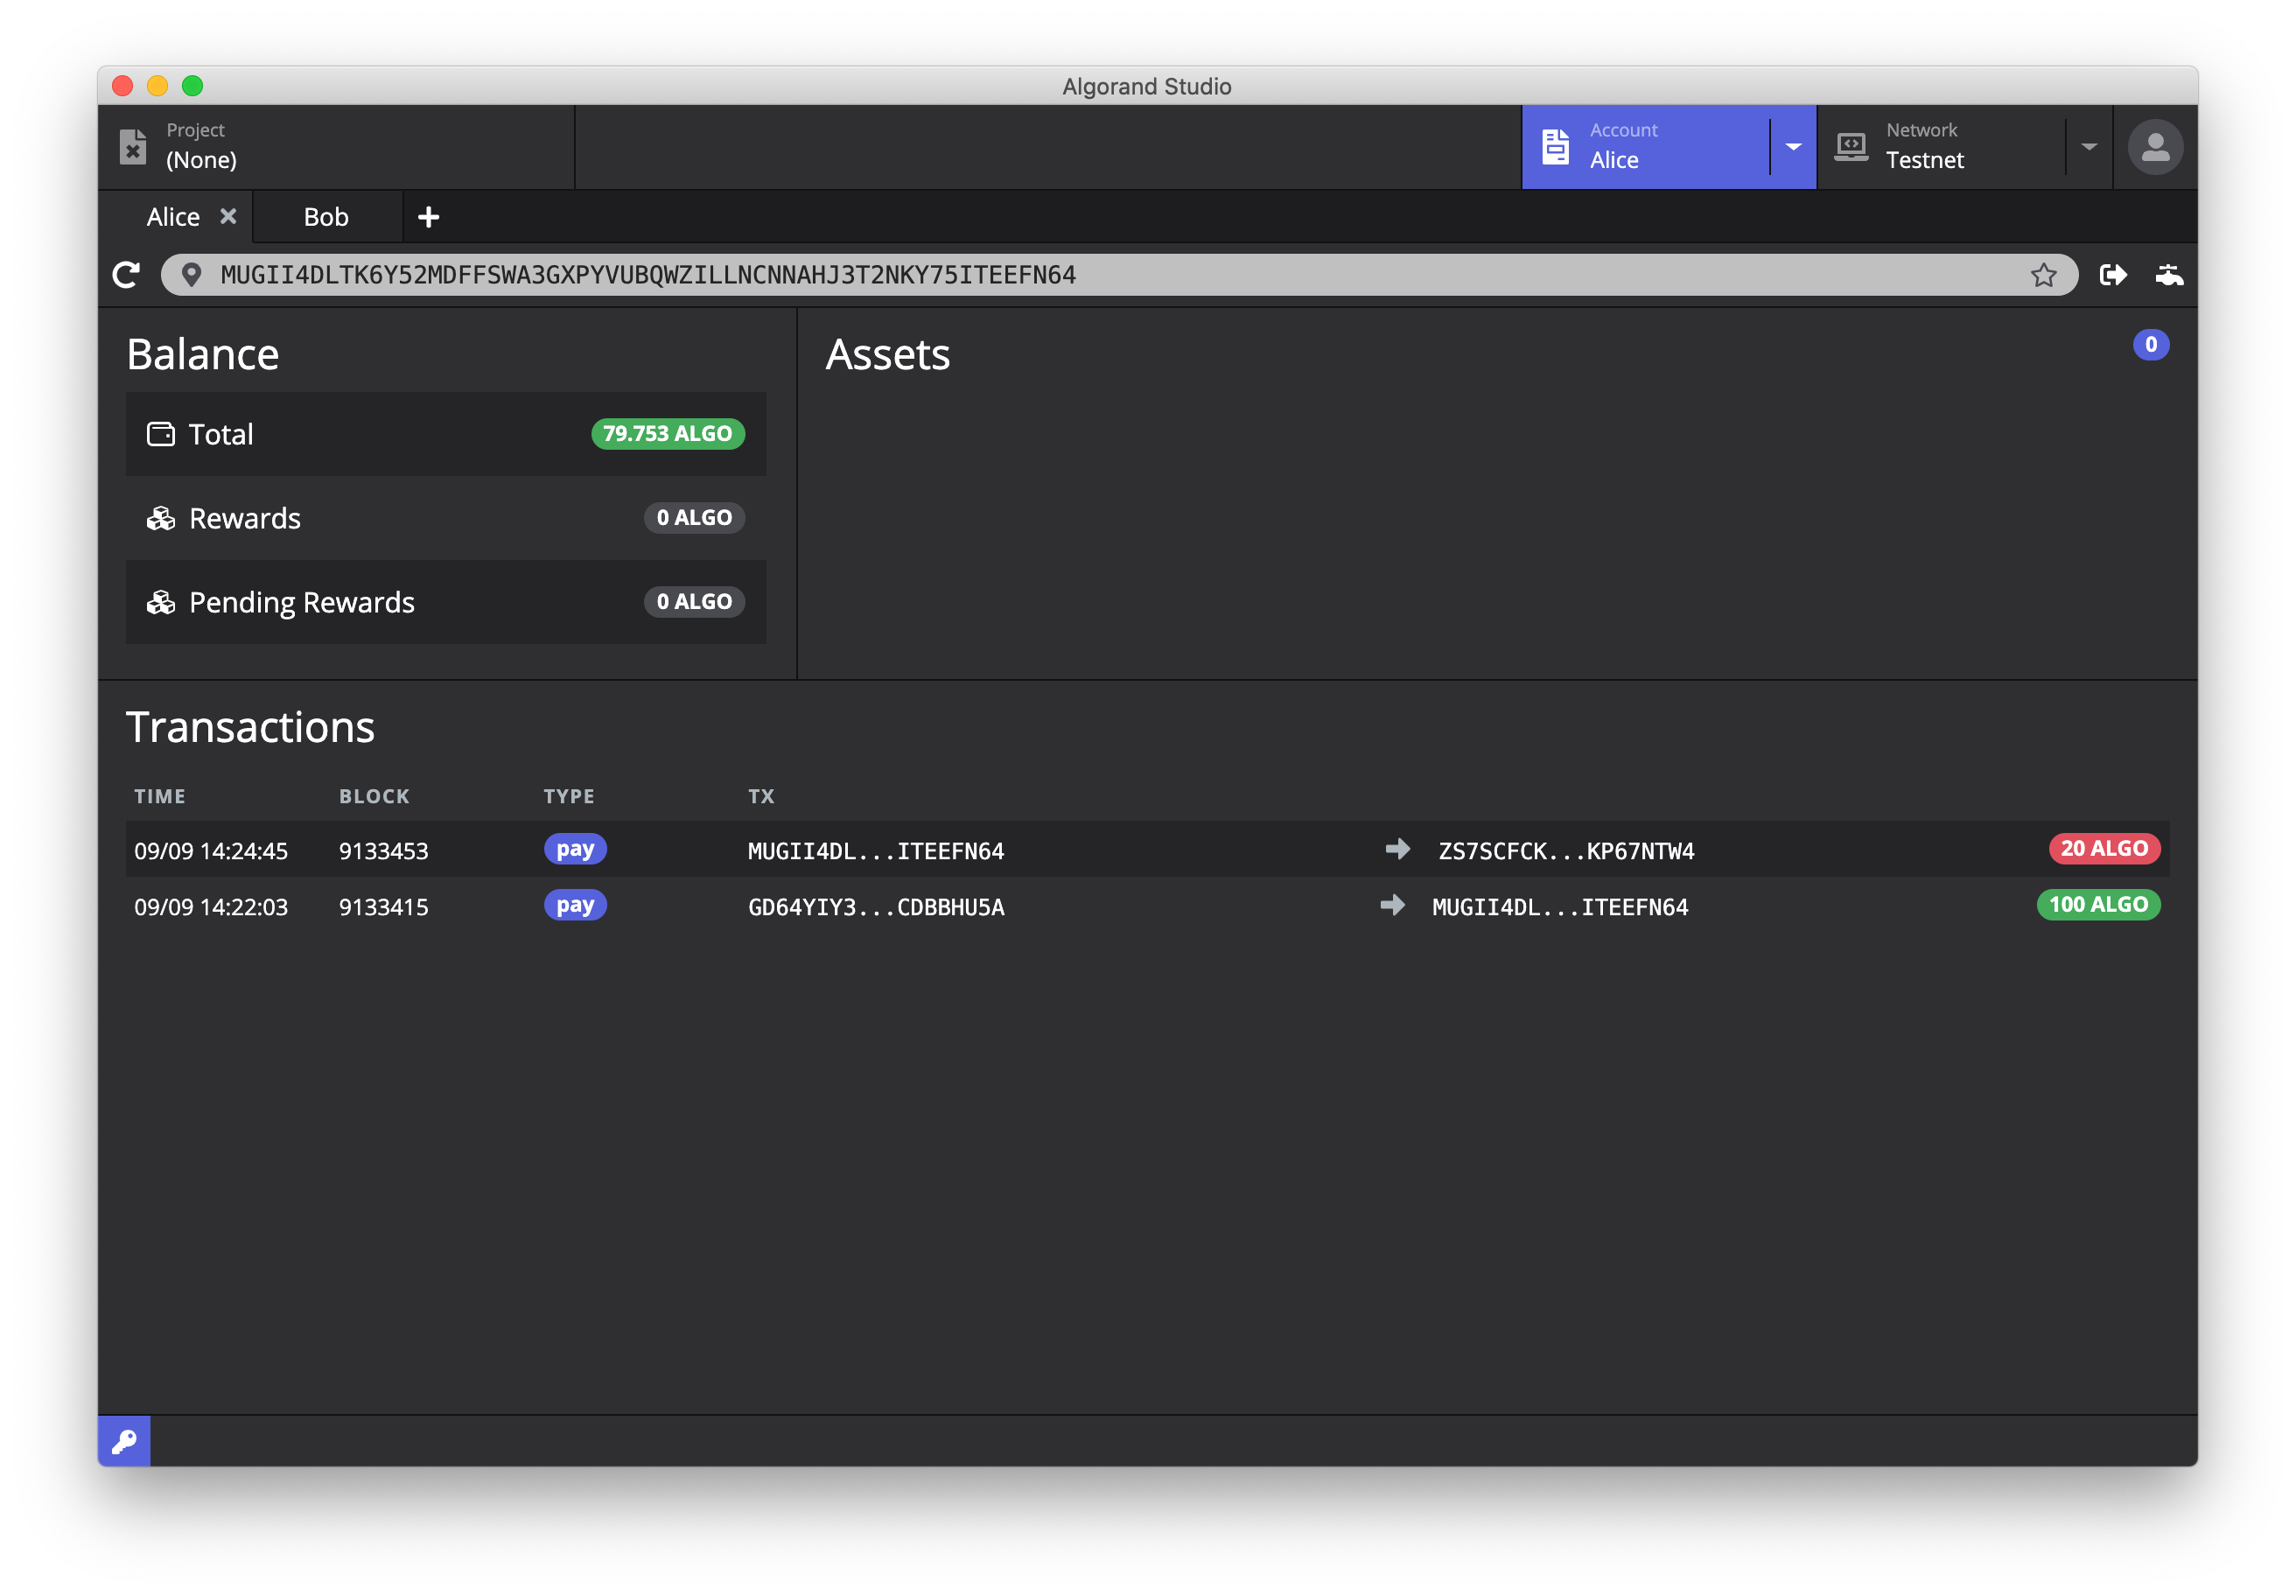 Algorand Studio
Project
(None)
Account
Alice
Network
Testnet
Alice
Bob
MUGII4DLTK6Y52MDFFSWA3GXPYVUBQWZILLNCNNAHJ3T2NKY75ITEEFN64
Balance
Assets
0
Total 79.753 ALGO
Rewards 0 ALGO
Pending Rewards 0 ALGO
Transactions
TIME BLOCK TYPE TX
09/09 14:24:45 9133453 pay MUGII4DL...ITEEFN64 ZS7SCFCK...KP67NTW4 20 ALGO
09/09 14:22:03 9133415 pay GD64YIY3...CDBBHU5A MUGII4DL...ITEEFN64 100 ALGO